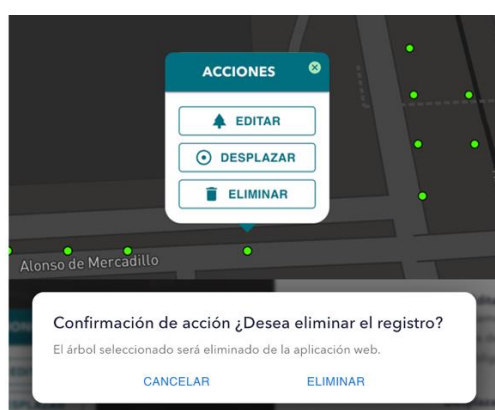 ACCIONES
EDITAR
DESPLAZAR
ELIMINAR
Alonso de Mercadillo
Confirmación de acción ¿Desea eliminar el registro?
El árbol seleccionado será eliminado de la aplicación web.
CANCELAR ELIMINAR